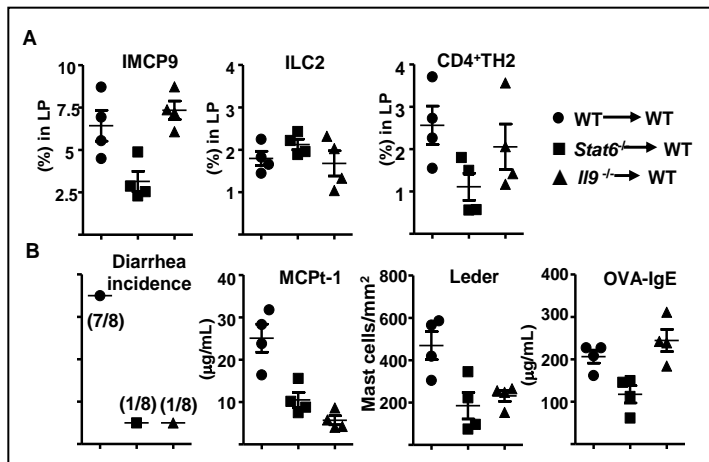 A
IMCP9
ILC2
CD4+TH2
(%) in LP
10
7.5
5
2.5
(%) in LP
4
3
2
1
(%) in LP
4
3
2
1
WT → WT
Stat6-/- → WT
Il9 -/- → WT
B
Diarrhea
incidence
(7/8)
(1/8) (1/8)
MCPt-1
(µg/mL)
40
30
20
10
Leder
Mast cells/mm2
800
600
400
200
OVA-IgE
(µg/mL)
400
300
200
100